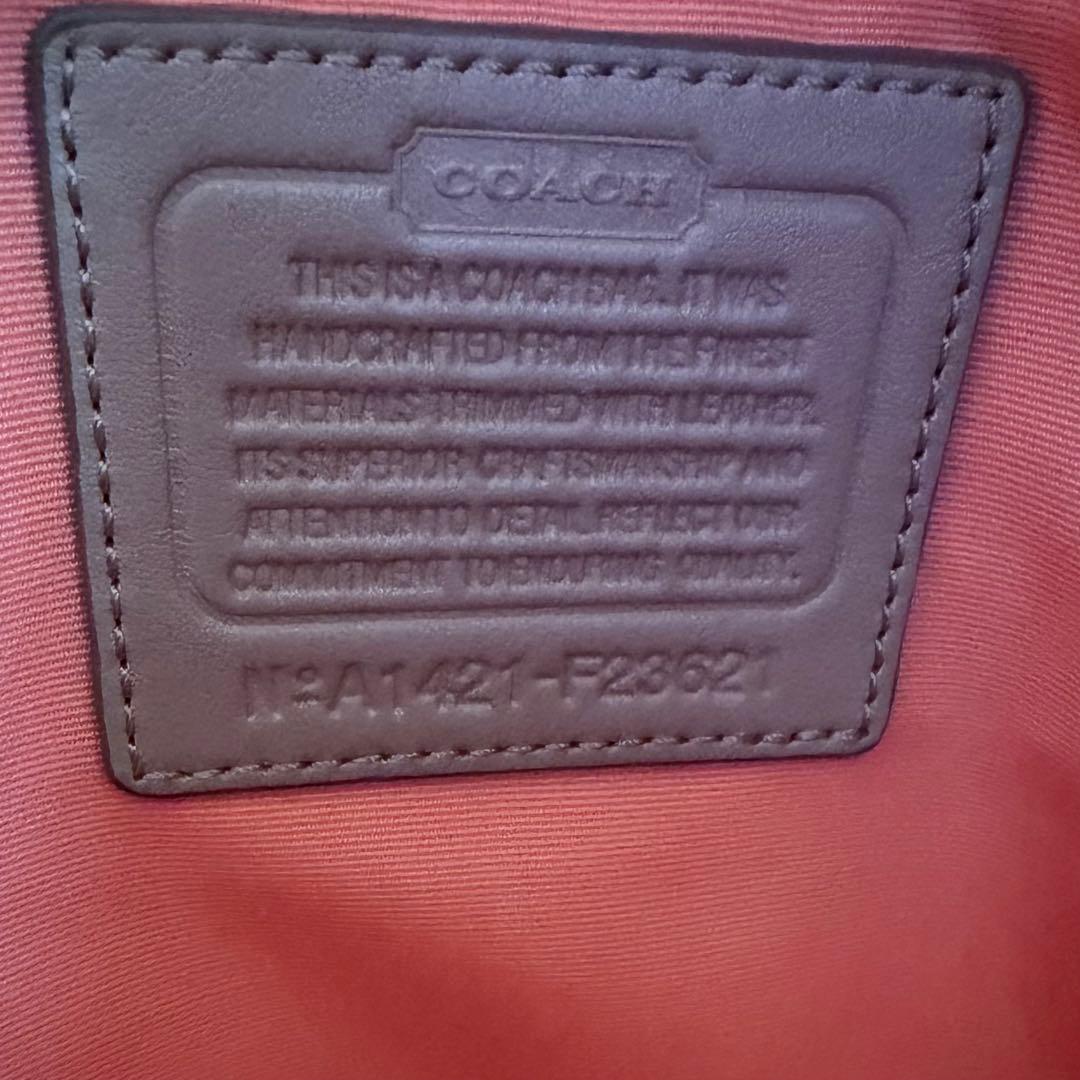 COACH
THIS IS A COACH BAG. IT WAS
HANDCRAFTED FROM THE FINEST
MATERIALS TRIMMED WITH LEATHER.
ITS SUPERIOR CRAFTSMANSHIP AND
ATTENTION TO DETAIL REFLECT OUR
COMMITMENT TO ENDURING QUALITY.
Nº A1421-F23621